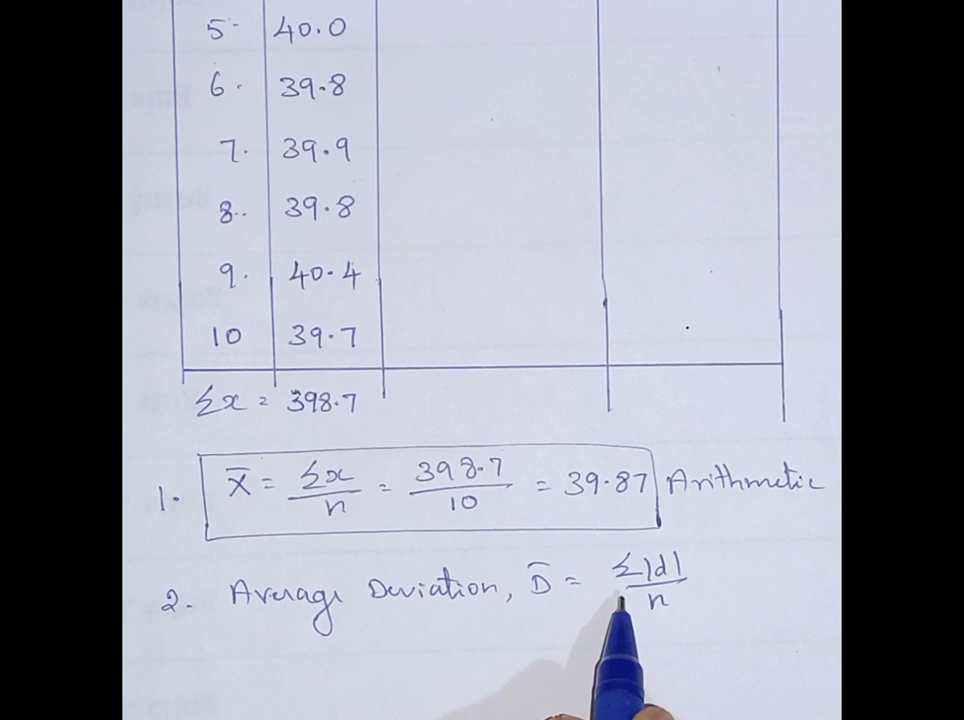 5. 40.0
6. 39.8
7. 39.9
8.. 39.8
9. 40.4
10 39.7
Σx = 398.7
1. X̄ = Σx/n = 398.7/10 = 39.87 Arithmetic
2. Average Deviation, D̄ = Σ|d|/n